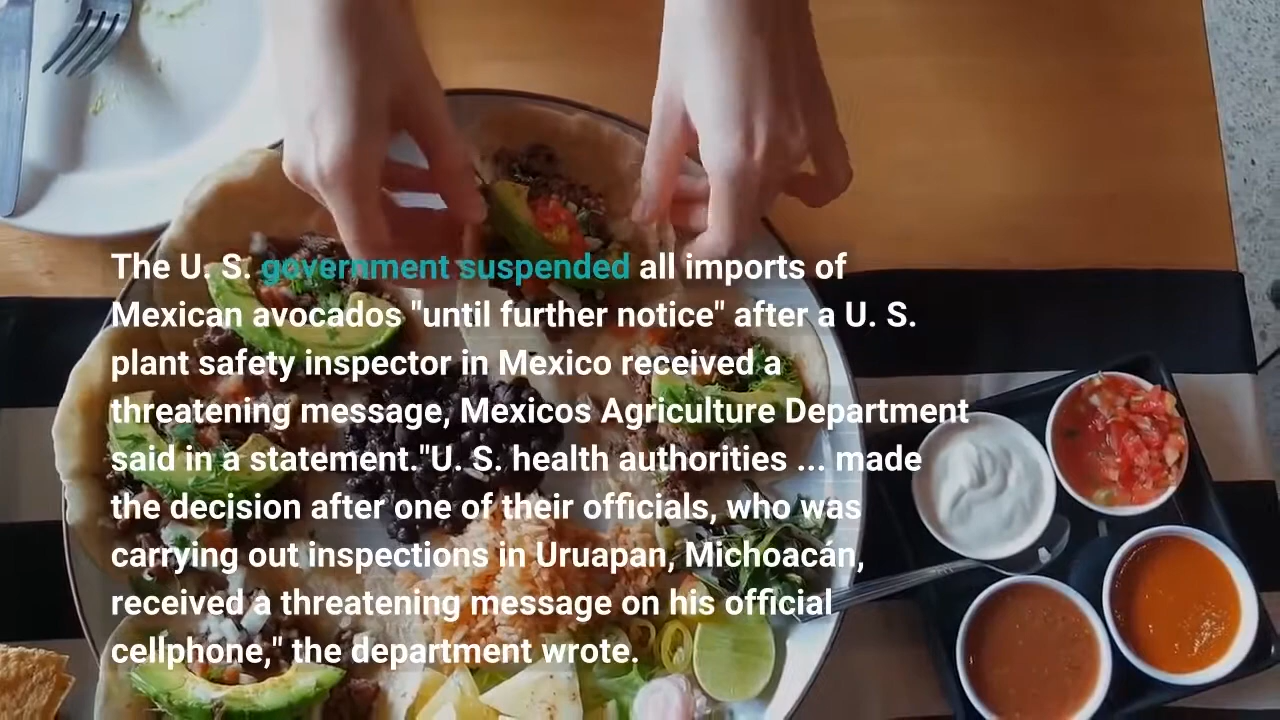 The U. S. government suspended all imports of
Mexican avocados "until further notice" after a U. S.
plant safety inspector in Mexico received a
threatening message, Mexicos Agriculture Department
said in a statement."U. S. health authorities ... made
the decision after one of their officials, who was
carrying out inspections in Uruapan, Michoacán,
received a threatening message on his official
cellphone," the department wrote.